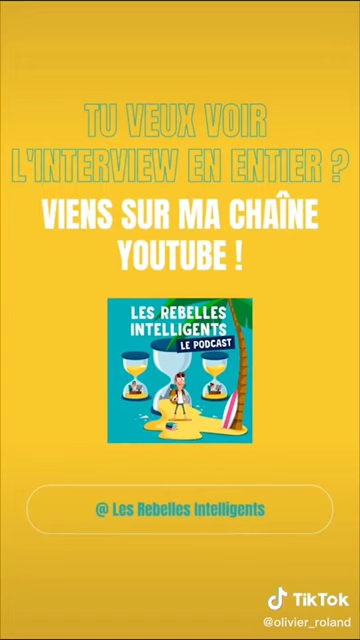 TU VEUX VOIR
L'INTERVIEW EN ENTIER ?
VIENS SUR MA CHAÎNE
YOUTUBE !
LES REBELLES
INTELLIGENTS
LE PODCAST
@ Les Rebelles Intelligents
TikTok
@olivier_roland